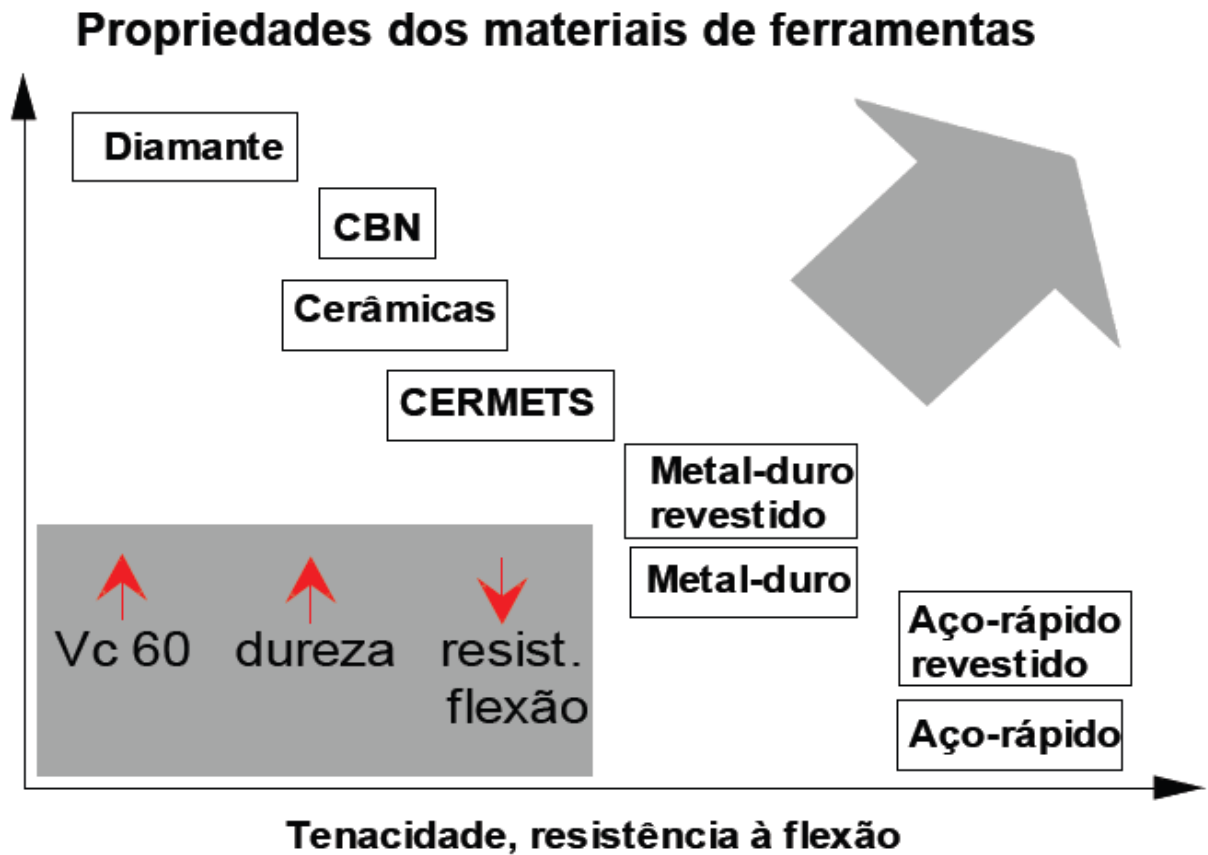 Propriedades dos materiais de ferramentas
Diamante
CBN
Cerâmicas
CERMETS
Metal-duro
revestido
Metal-duro
Aço-rápido
revestido
Aço-rápido
Vc 60
dureza
resist.
flexão
Tenacidade, resistência à flexão